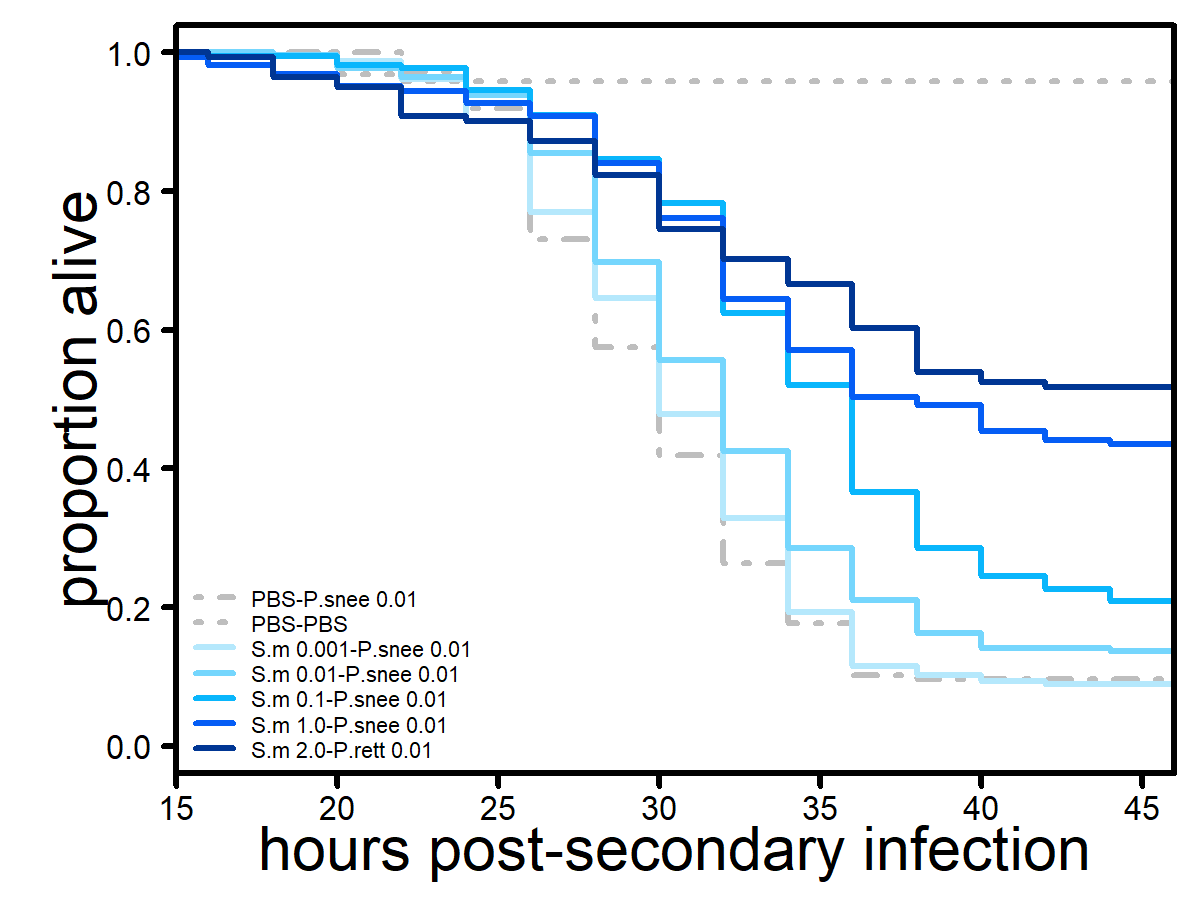 proportion alive
1.0
0.8
0.6
0.4
0.2
0.0
PBS-P.snee 0.01
PBS-PBS
S.m 0.001-P.snee 0.01
S.m 0.01-P.snee 0.01
S.m 0.1-P.snee 0.01
S.m 1.0-P.snee 0.01
S.m 2.0-P.rett 0.01
15 20 25 30 35 40 45
hours post-secondary infection